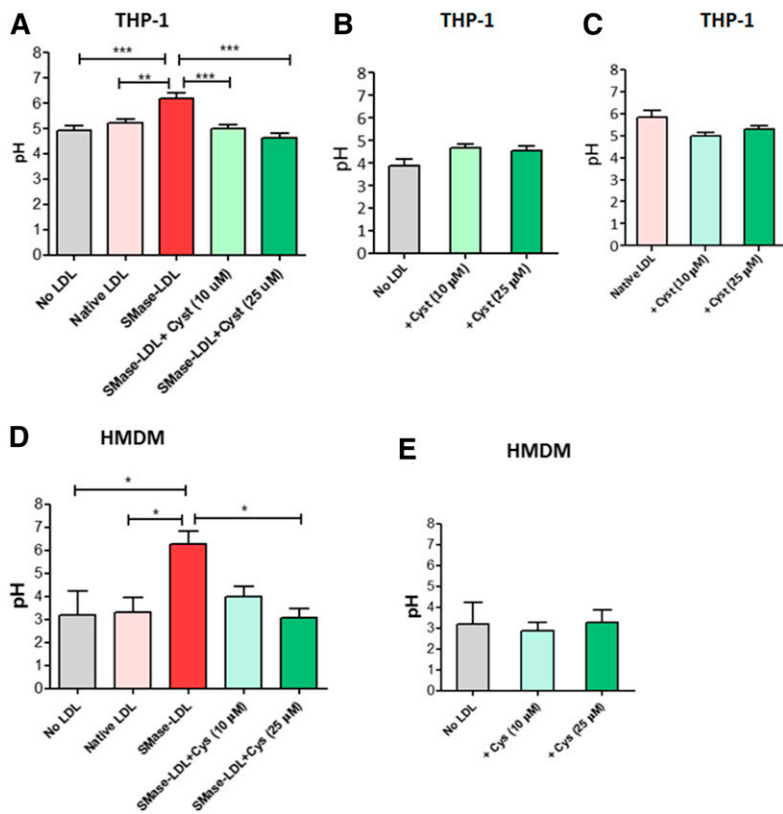 A
THP-1
***
***
**
***
pH
8
7
6
5
4
3
2
1
0
No LDL
Native LDL
SMase-LDL
SMase-LDL+ Cyst (10 uM)
SMase-LDL+Cyst (25 uM)
B
THP-1
pH
8
7
6
5
4
3
2
1
0
No LDL
+ Cyst (10 µM)
+ Cyst (25 µM)
C
THP-1
pH
8
7
6
5
4
3
2
1
0
Native LDL
+ Cyst (10 µM)
+ Cyst (25 µM)
D
HMDM
*
*
*
pH
8
7
6
5
4
3
2
1
0
No LDL
Native LDL
SMase-LDL
SMase-LDL+Cys (10 µM)
SMase-LDL+Cys (25 µM)
E
HMDM
pH
8
7
6
5
4
3
2
1
0
No LDL
+ Cys (10 µM)
+ Cys (25 µM)